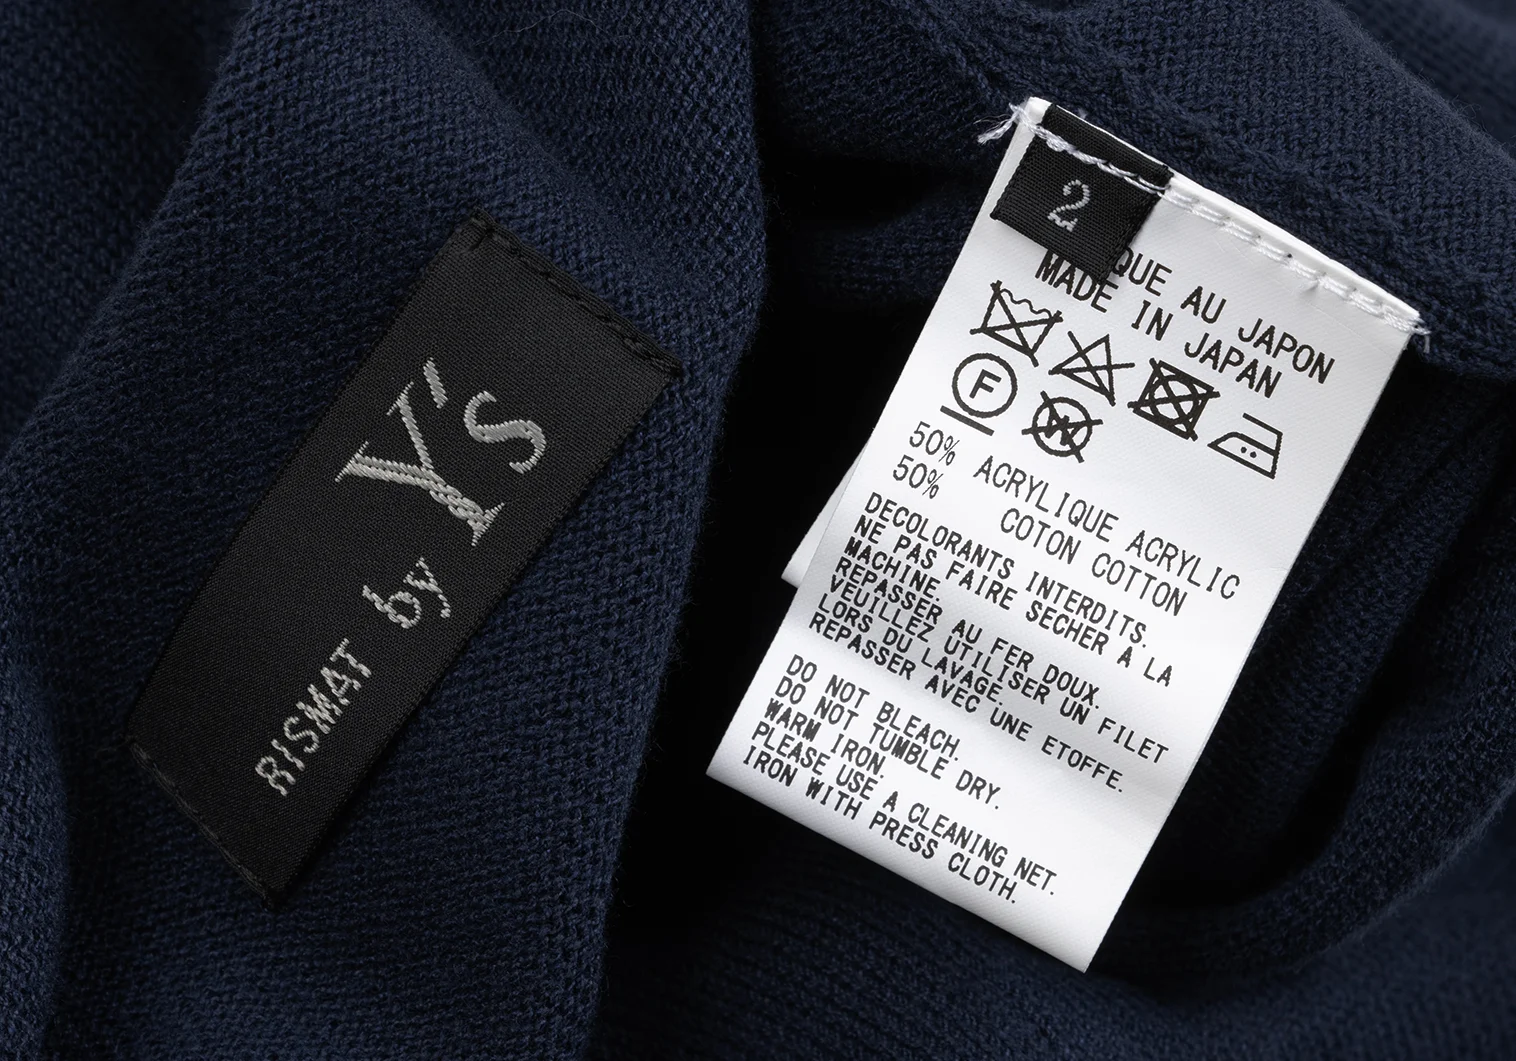 RISMAT by Y's
2
QUE AU JAPON
MADE IN JAPAN
F
W
50% ACRYLIQUE ACRYLIC
50% COTON COTTON
DECOLORANTS INTERDITS.
NE PAS FAIRE SECHER A LA
MACHINE.
REPASSER AU FER DOUX.
VEUILLEZ UTILISER UN FILET
LORS DU LAVAGE.
REPASSER AVEC UNE ETOFFE.
DO NOT BLEACH.
DO NOT TUMBLE DRY.
WARM IRON.
PLEASE USE A CLEANING NET.
IRON WITH PRESS CLOTH.